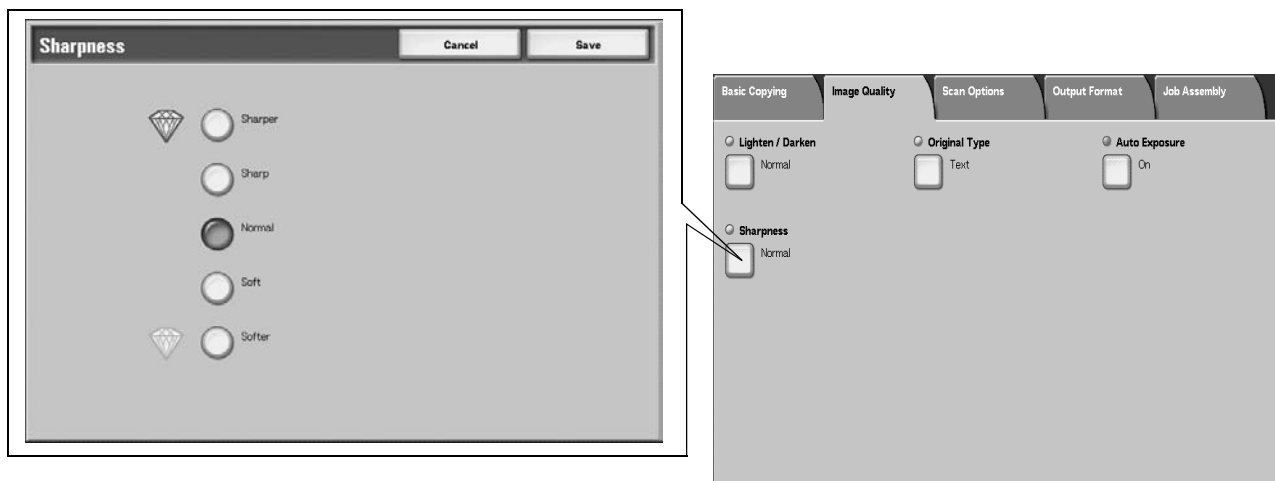 Sharpness Cancel Save
Sharper
Sharp
Normal
Soft
Softer
Basic Copying Image Quality Scan Options Output Format Job Assembly
Lighten / Darken Original Type Auto Exposure
Normal Text On
Sharpness
Normal